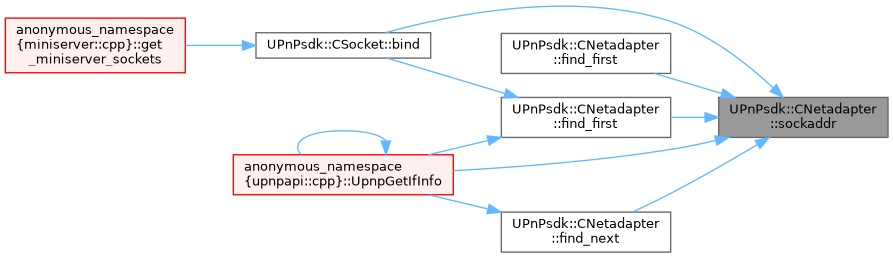 anonymous_namespace
{miniserver::cpp}::get
_miniserver_sockets
UPnPsdk::CSocket::bind
UPnPsdk::CNetadapter
::find_first
UPnPsdk::CNetadapter
::find_first
UPnPsdk::CNetadapter
::sockaddr
anonymous_namespace
{upnpapi::cpp}::UpnpGetIfInfo
UPnPsdk::CNetadapter
::find_next